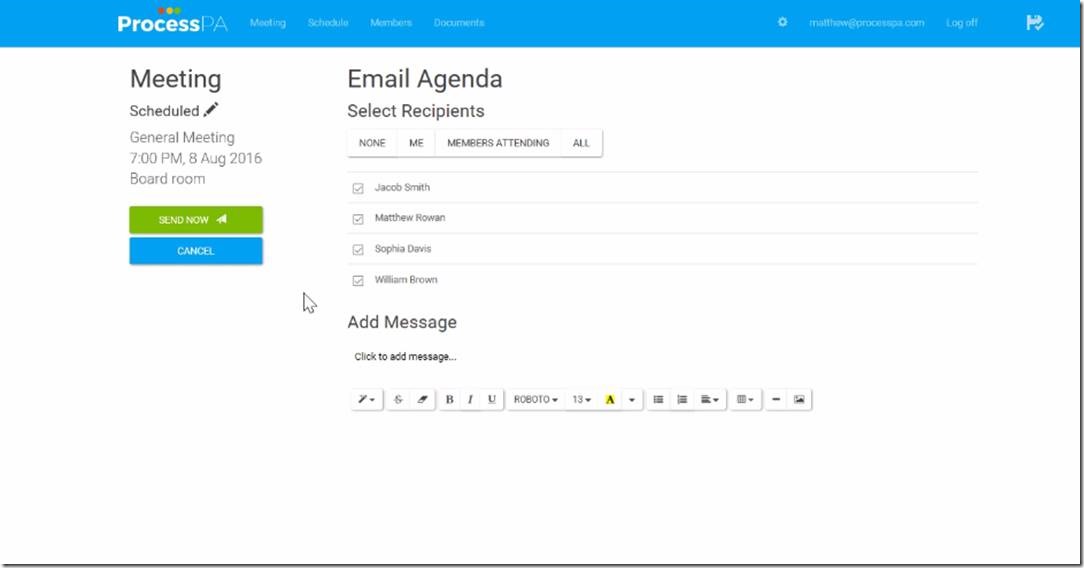 ProcessPA Meeting Schedule Members Documents matthew@processpa.com Log off
Meeting
Scheduled
General Meeting
7:00 PM, 8 Aug 2016
Board room
SEND NOW
CANCEL
Email Agenda
Select Recipients
NONE ME MEMBERS ATTENDING ALL
Jacob Smith
Matthew Rowan
Sophia Davis
William Brown
Add Message
Click to add message...
S B I U ROBOTO 13 A